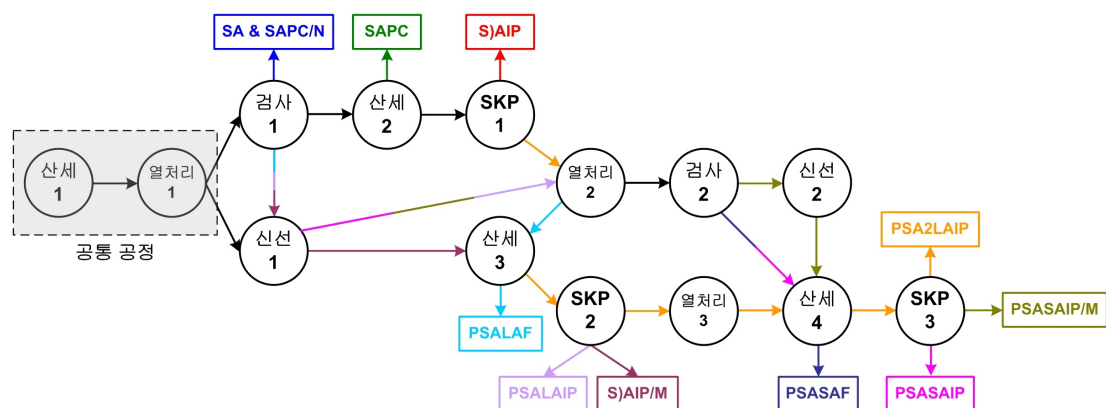 SA & SAPC/N
SAPC
S)AIP
검사
1
산세
2
SKP
1
산세
1
열처리
1
공통 공정
신선
1
열처리
2
검사
2
신선
2
산세
3
SKP
2
열처리
3
산세
4
SKP
3
PSA2LAIP
PSASAIP/M
PSALAF
PSALAIP
S)AIP/M
PSASAF
PSASAIP